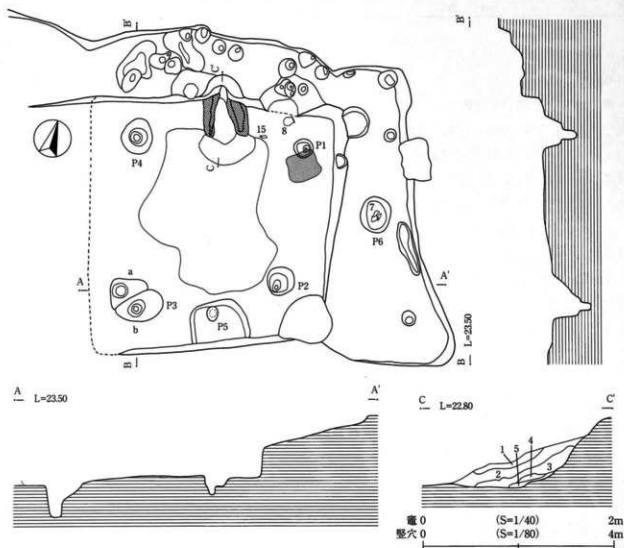 B'
B'
C'
15
8
P4
P1
C
7
P6
A
A'
a
P3
b
P2
P5
B
B
L=23.50
A
L=23.50
A'
C
L=22.80
C'
1
5
4
2
3
竈 0 (S=1/40) 2m
竪穴 0 (S=1/80) 4m